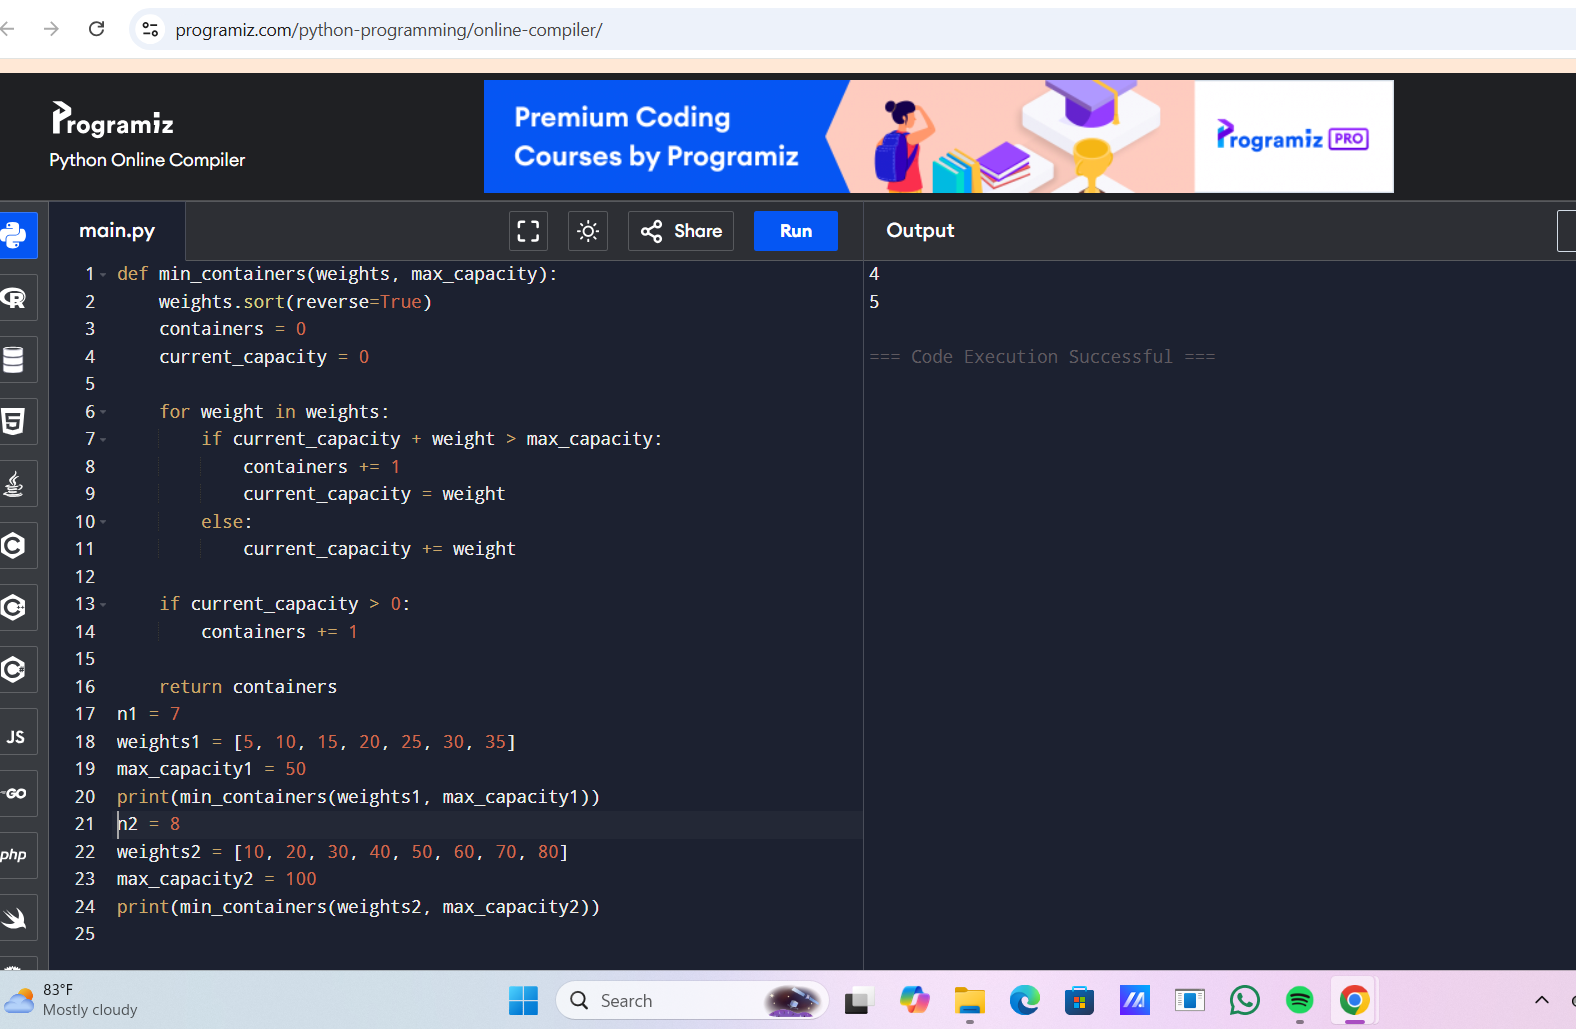 programiz.com/python-programming/online-compiler/
Programiz
Python Online Compiler
Premium Coding
Courses by Programiz
Programiz PRO
main.py
Share
Run
Output
1 def min_containers(weights, max_capacity):
2     weights.sort(reverse=True)
3     containers = 0
4     current_capacity = 0
5
6     for weight in weights:
7         if current_capacity + weight > max_capacity:
8             containers += 1
9             current_capacity = weight
10         else:
11             current_capacity += weight
12
13     if current_capacity > 0:
14         containers += 1
15
16     return containers
17 n1 = 7
18 weights1 = [5, 10, 15, 20, 25, 30, 35]
19 max_capacity1 = 50
20 print(min_containers(weights1, max_capacity1))
21 n2 = 8
22 weights2 = [10, 20, 30, 40, 50, 60, 70, 80]
23 max_capacity2 = 100
24 print(min_containers(weights2, max_capacity2))
25
4
5
=== Code Execution Successful ===
R
5
C
C
C
JS
GO
php
83°F
Mostly cloudy
Search